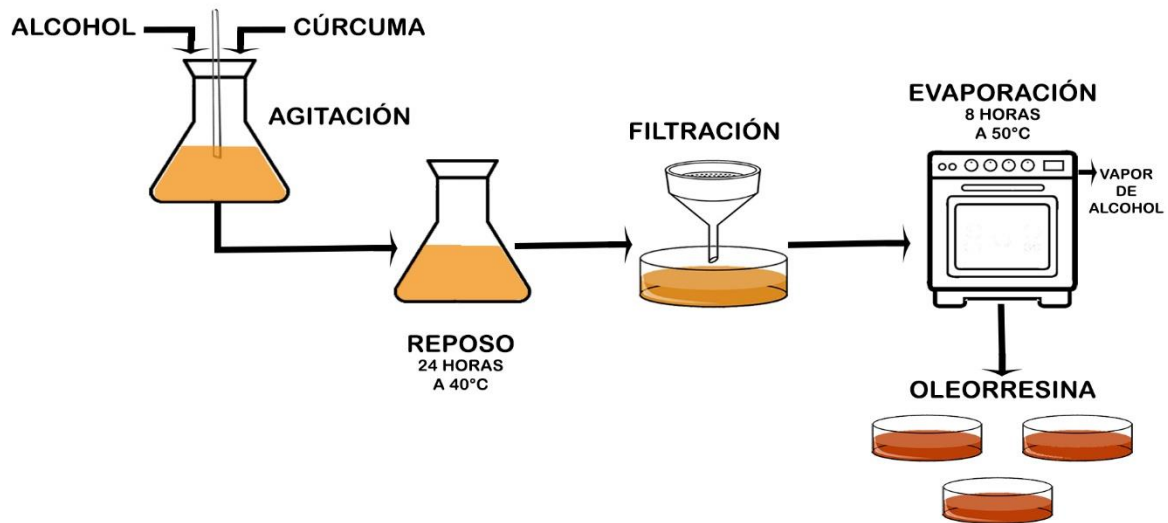 ALCOHOL
CÚRCUMA
AGITACIÓN
REPOSO
24 HORAS
A 40°C
FILTRACIÓN
EVAPORACIÓN
8 HORAS
A 50°C
VAPOR
DE
ALCOHOL
OLEORRESINA